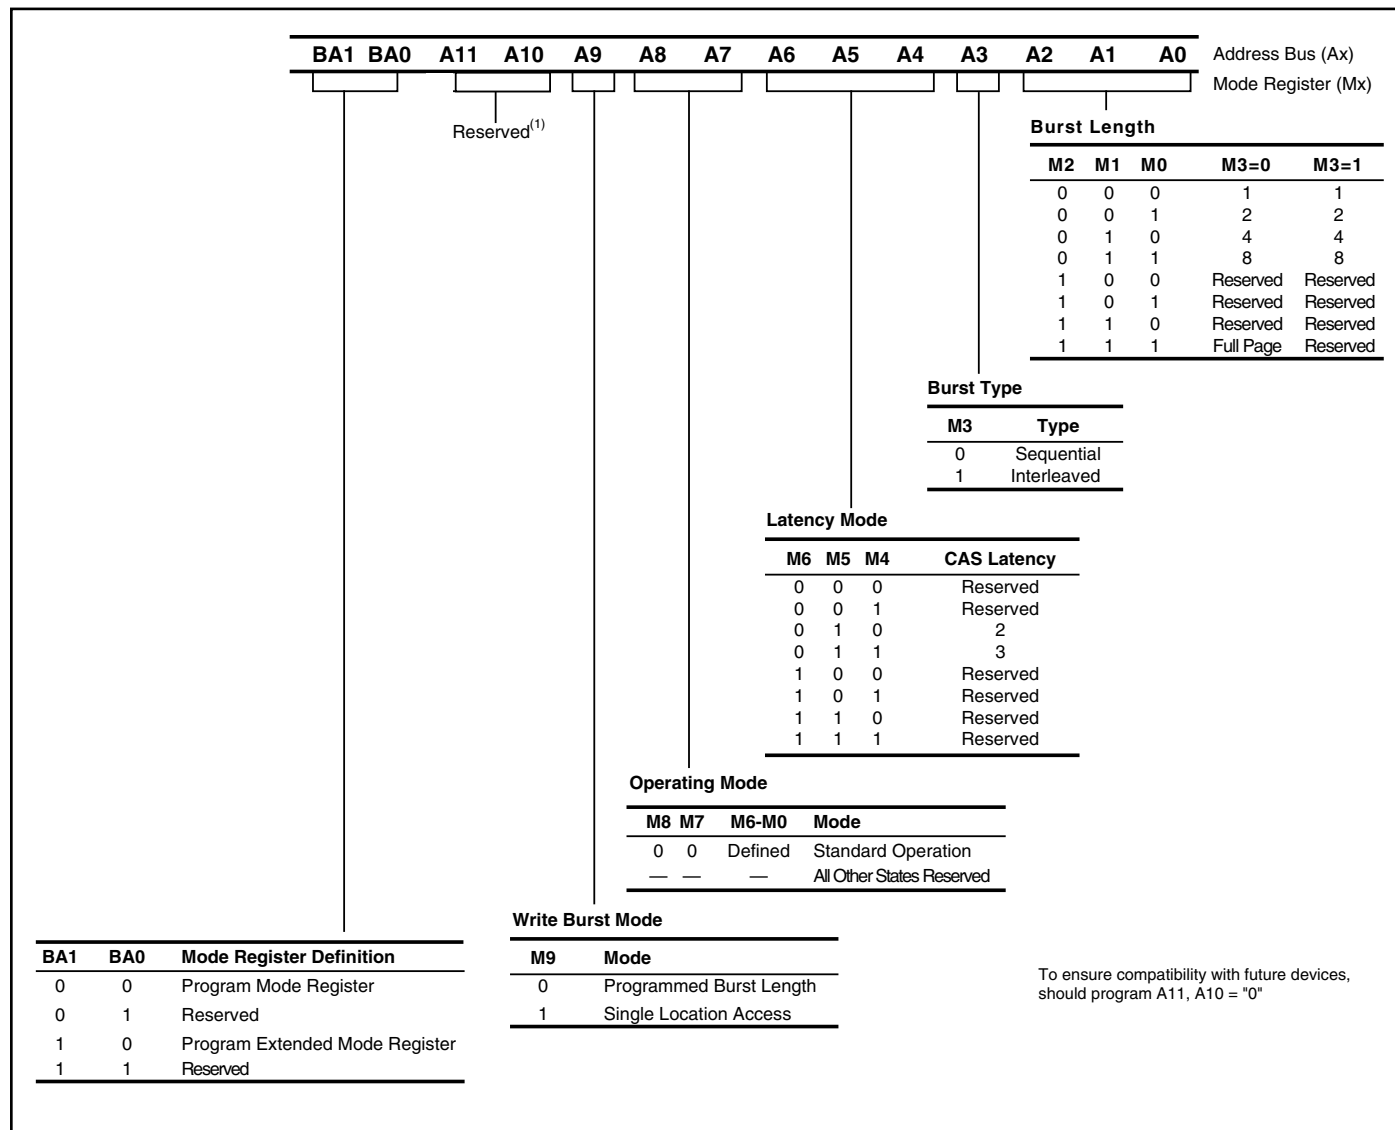 BA1 BA0 A11 A10 A9 A8 A7 A6 A5 A4 A3 A2 A1 A0 Address Bus (Ax)
Mode Register (Mx)
Reserved(1)
Burst Length
M2 M1 M0 M3=0 M3=1
0 0 0 1 1
0 0 1 2 2
0 1 0 4 4
0 1 1 8 8
1 0 0 Reserved Reserved
1 0 1 Reserved Reserved
1 1 0 Reserved Reserved
1 1 1 Full Page Reserved
Burst Type
M3 Type
0 Sequential
1 Interleaved
Latency Mode
M6 M5 M4 CAS Latency
0 0 0 Reserved
0 0 1 Reserved
0 1 0 2
0 1 1 3
1 0 0 Reserved
1 0 1 Reserved
1 1 0 Reserved
1 1 1 Reserved
Operating Mode
M8 M7 M6-M0 Mode
0 0 Defined Standard Operation
— — — All Other States Reserved
Write Burst Mode
M9 Mode
0 Programmed Burst Length
1 Single Location Access
BA1 BA0 Mode Register Definition
0 0 Program Mode Register
0 1 Reserved
1 0 Program Extended Mode Register
1 1 Reserved
To ensure compatibility with future devices,
should program A11, A10 = "0"